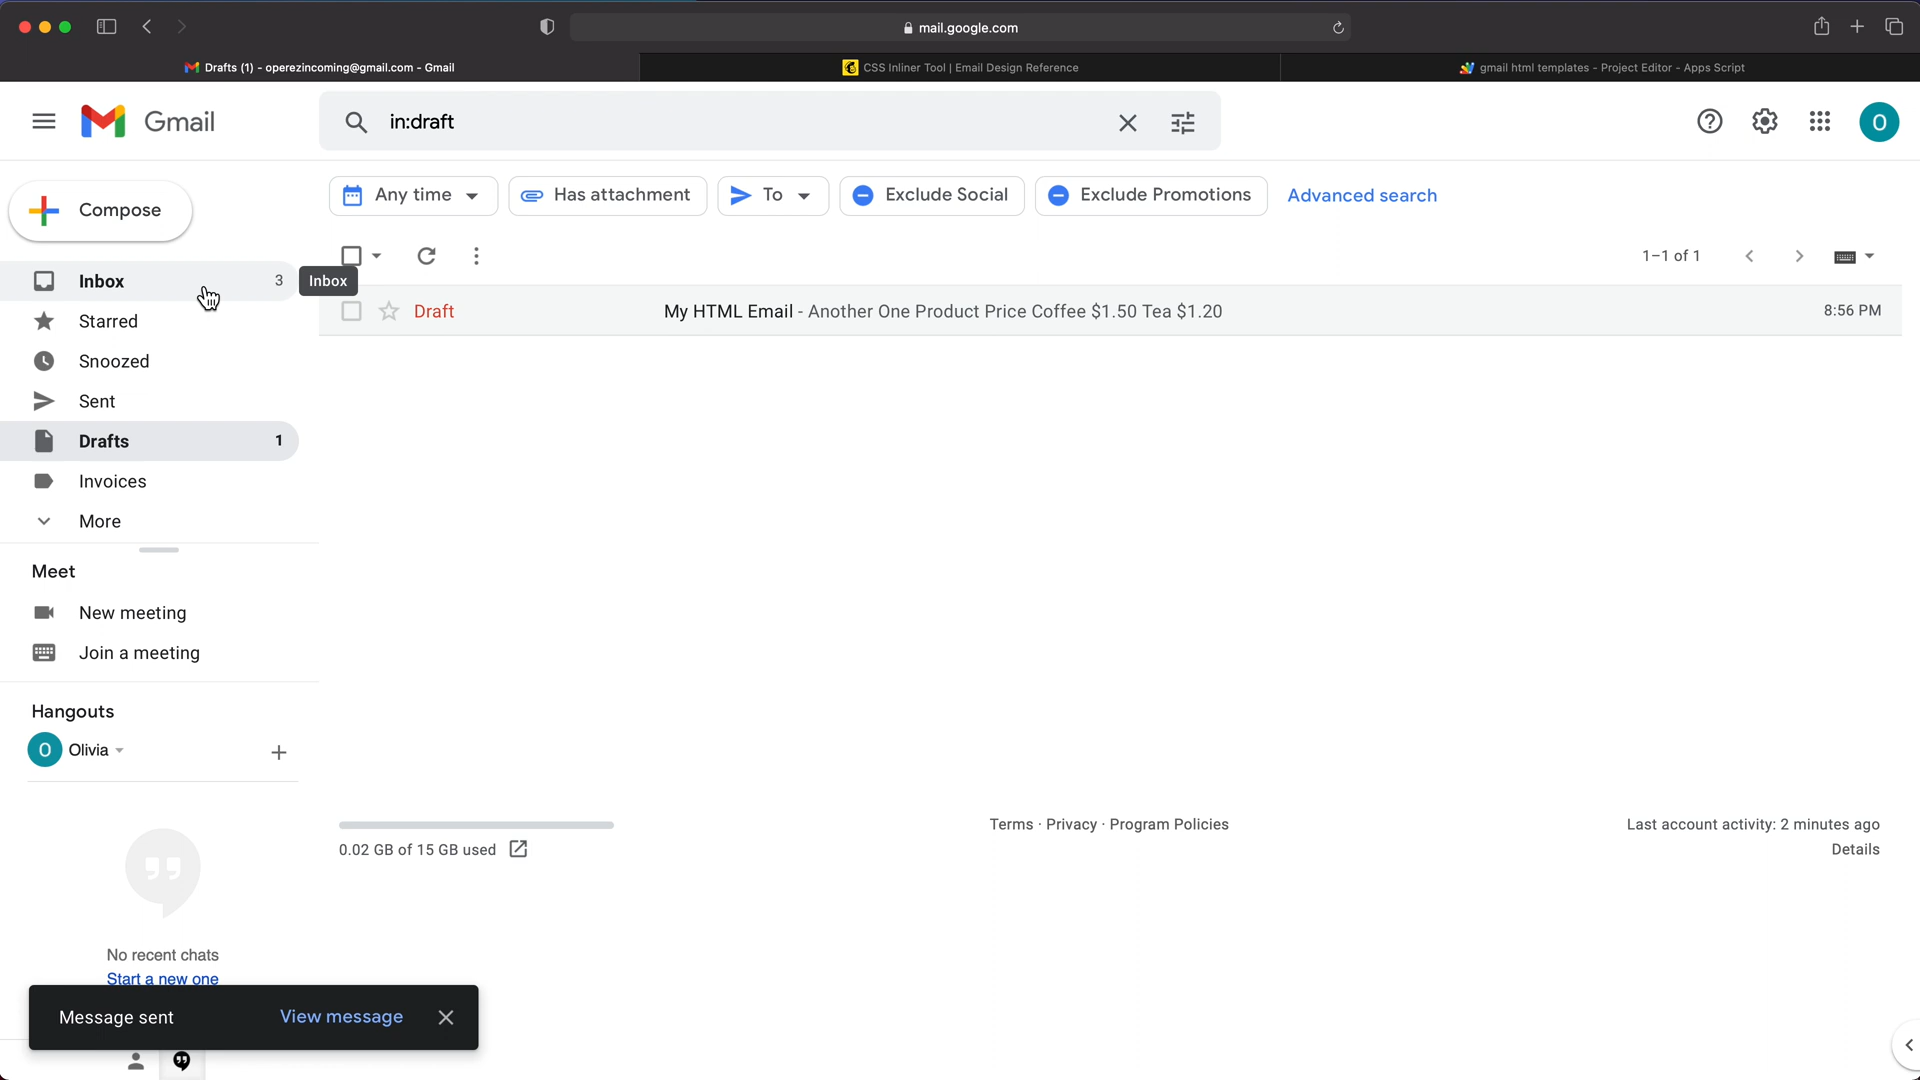 mail.google.com
Drafts (1) - operezincoming@gmail.com - Gmail
CSS Inliner Tool | Email Design Reference
gmail html templates - Project Editor - Apps Script
Gmail
in:draft
O
Compose
Any time
Has attachment
To
Exclude Social
Exclude Promotions
Advanced search
1–1 of 1
Inbox 3
Inbox
Draft My HTML Email - Another One Product Price Coffee $1.50 Tea $1.20 8:56 PM
Starred
Snoozed
Sent
Drafts 1
Invoices
More
Meet
New meeting
Join a meeting
Hangouts
O Olivia
No recent chats
Start a new one
0.02 GB of 15 GB used
Terms · Privacy · Program Policies
Last account activity: 2 minutes ago
Details
Message sent View message